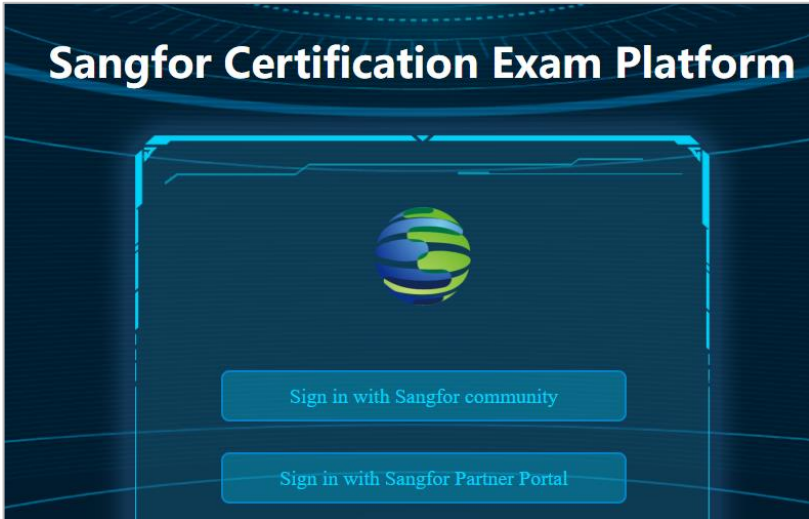 Sangfor Certification Exam Platform
Sign in with Sangfor community
Sign in with Sangfor Partner Portal